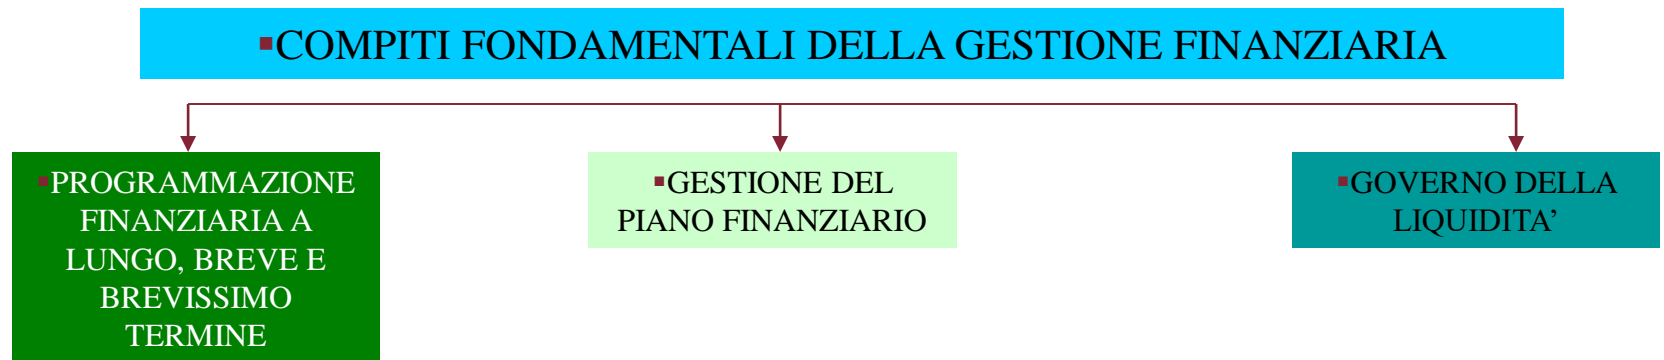 ▪COMPITI FONDAMENTALI DELLA GESTIONE FINANZIARIA
▪PROGRAMMAZIONE
FINANZIARIA A
LUNGO, BREVE E
BREVISSIMO
TERMINE
▪GESTIONE DEL
PIANO FINANZIARIO
▪GOVERNO DELLA
LIQUIDITA’